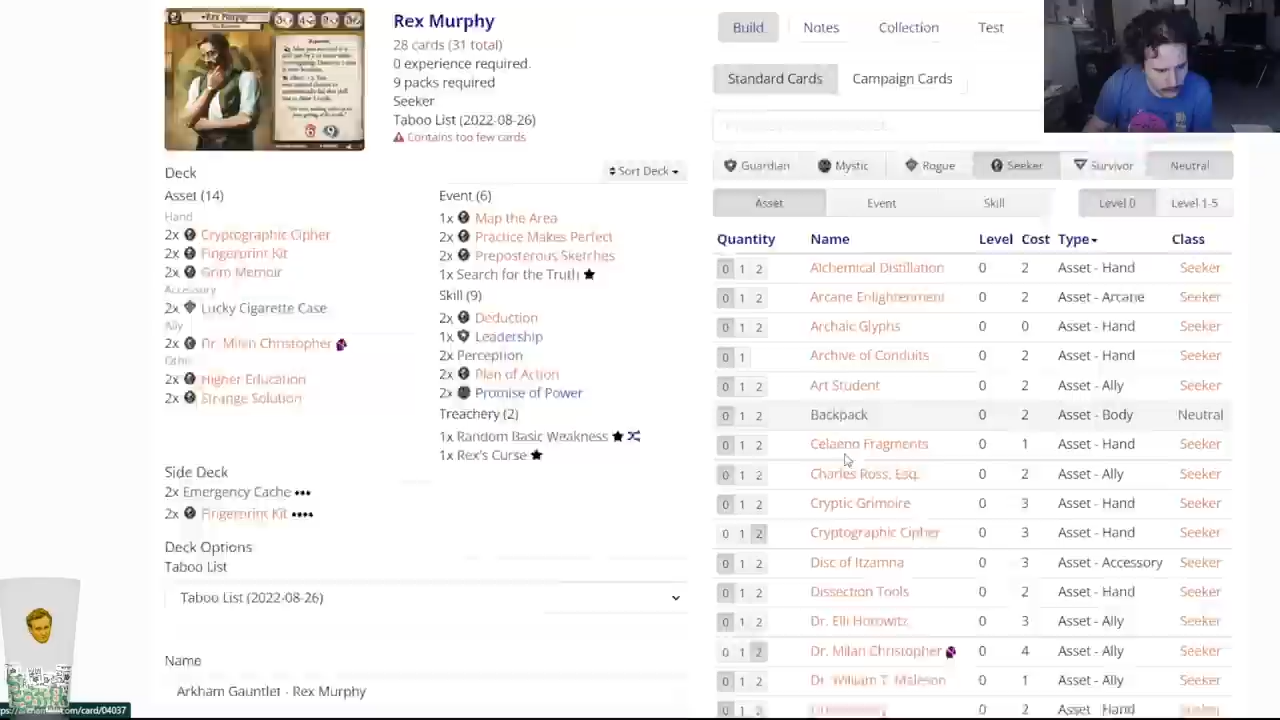 Rex Murphy
28 cards (31 total)
0 experience required.
9 packs required
Seeker
Taboo List (2022-08-26)
Contains too few cards
Deck
Sort Deck
Asset (14)
Hand
2x Cryptographic Cipher
2x Fingerprint Kit
2x Grim Memoir
Accessory
2x Lucky Cigarette Case
Ally
2x Dr. Milan Christopher
Other
2x Higher Education
2x Strange Solution
Event (6)
1x Map the Area
2x Practice Makes Perfect
2x Preposterous Sketches
1x Search for the Truth
Skill (9)
2x Deduction
1x Leadership
2x Perception
2x Plan of Action
2x Promise of Power
Treachery (2)
1x Random Basic Weakness
1x Rex's Curse
Side Deck
2x Emergency Cache
2x Fingerprint Kit
Deck Options
Taboo List
Taboo List (2022-08-26)
Name
Arkham Gauntlet - Rex Murphy
Build Notes Collection Test
Standard Cards Campaign Cards
Guardian Mystic Rogue Seeker Survivor Neutral
Asset Event Skill Level 0 Level 1-5
Quantity Name Level Cost Type Class
0 1 2 Alchemical Distillation 0 1 Asset - Hand Seeker
0 1 2 Arcane Enlightenment 0 2 Asset - Arcane Seeker
0 1 2 Archaic Glyphs 0 0 Asset - Hand Seeker
0 1 Archive of Conduits 0 2 Asset - Hand Seeker
0 1 2 Art Student 0 2 Asset - Ally Seeker
0 1 2 Backpack 0 2 Asset - Body Neutral
0 1 2 Celaeno Fragments 0 1 Asset - Hand Seeker
0 1 2 Charles Ross, Esq. 0 2 Asset - Ally Seeker
0 1 2 Cryptic Grimoire 0 3 Asset - Hand Seeker
0 1 2 Cryptographic Cipher 0 3 Asset - Hand Seeker
0 1 2 Disc of Itzamna 0 3 Asset - Accessory Seeker
0 1 2 Dissection Tools 0 2 Asset - Hand Seeker
0 1 2 Dr. Elli Horowitz 0 3 Asset - Ally Seeker
0 1 2 Dr. Milan Christopher 0 4 Asset - Ally Seeker
0 1 2 Dr. William T. Maleson 0 1 Asset - Ally Seeker